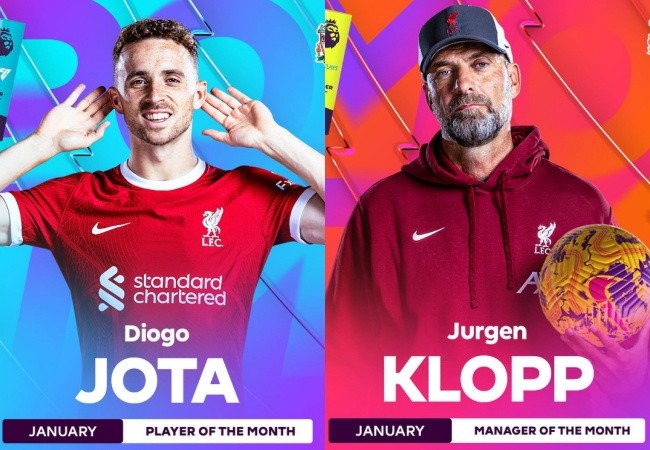 L.F.C.
standard
chartered
Diogo
JOTA
JANUARY
PLAYER OF THE MONTH
L.F.C.
Jurgen
KLOPP
JANUARY
MANAGER OF THE MONTH